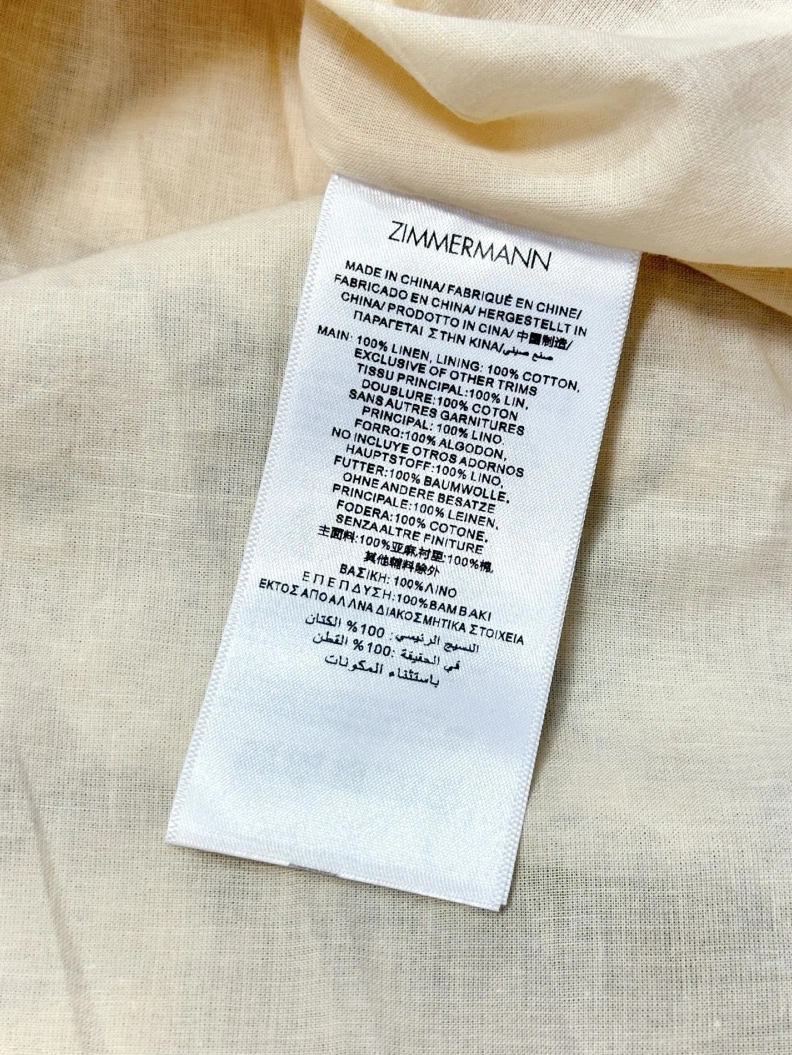 ZIMMERMANN
MADE IN CHINA/ FABRIQUÉ EN CHINE/
FABRICADO EN CHINA/ HERGESTELLT IN
CHINA/ PRODOTTO IN CINA/ 中國制造/
ΠΑΡΑΓΕΤΑΙ ΣΤΗΝ ΚΙΝΑ/صنع صيني
MAIN: 100% LINEN, LINING: 100% COTTON,
EXCLUSIVE OF OTHER TRIMS
TISSU PRINCIPAL:100% LIN,
DOUBLURE:100% COTON
SANS AUTRES GARNITURES
PRINCIPAL: 100% LINO
FORRO:100% ALGODON,
NO INCLUYE OTROS ADORNOS
HAUPTSTOFF:100% LINO,
FUTTER:100% BAUMWOLLE,
OHNE ANDERE BESATZE
PRINCIPALE:100% LEINEN,
FODERA:100% COTONE,
SENZA ALTRE FINITURE
主面料:100%亚麻,衬里:100%棉,
其他辅料除外
ΒΑΣΙΚΗ: 100%ΛΙΝΟ
ΕΠΕΠΔΥΣΗ:100%ΒΑΜΒΑΚΙ
ΕΚΤΟΣ ΑΠΟ ΑΛΛΝΑ ΔΙΑΚΟΣΜΗΤΙΚΑ ΣΤΟΙΧΕΙΑ
النسيج الرئيسي: 100% الكتان
في الحقيقة :100% القطن
باستثناء المكونات